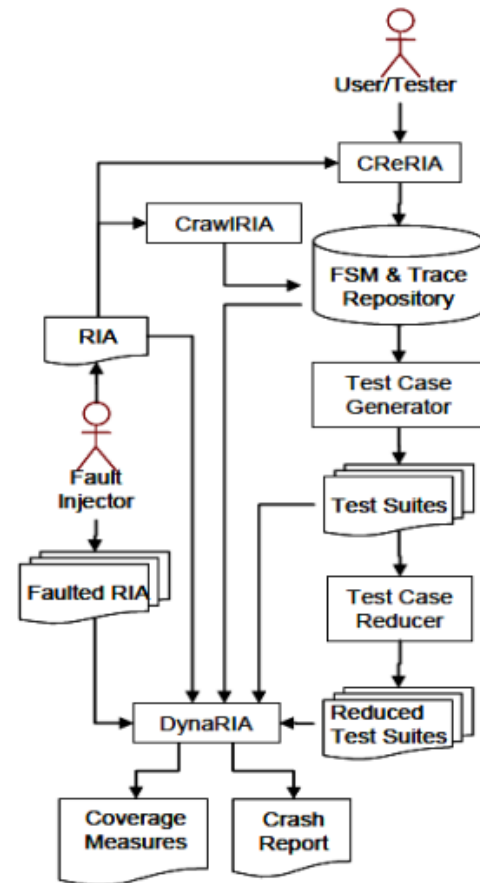 User/Tester
CReRIA
CrawlRIA
FSM & Trace
Repository
RIA
Test Case
Generator
Fault
Injector
Test Suites
Faulted RIA
Test Case
Reducer
DynaRIA
Reduced
Test Suites
Coverage
Measures
Crash
Report